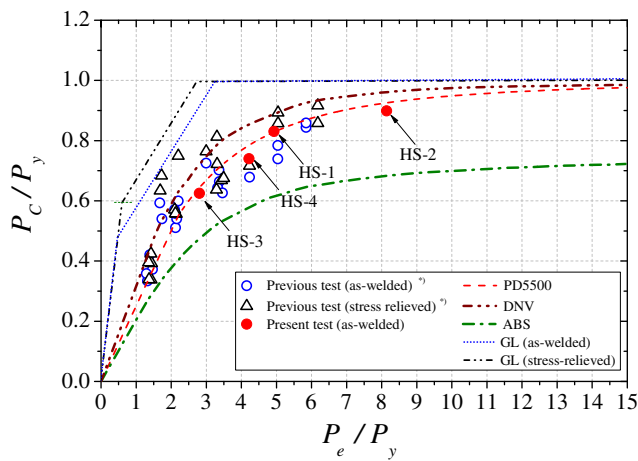 1.2
1.0
0.8
0.6
0.4
0.2
0.0
P_C / P_y
HS-2
HS-1
HS-4
HS-3
Previous test (as-welded) *)
Previous test (stress relieved) *)
Present test (as-welded)
PD5500
DNV
ABS
GL (as-welded)
GL (stress-relieved)
0 1 2 3 4 5 6 7 8 9 10 11 12 13 14 15
P_e / P_y